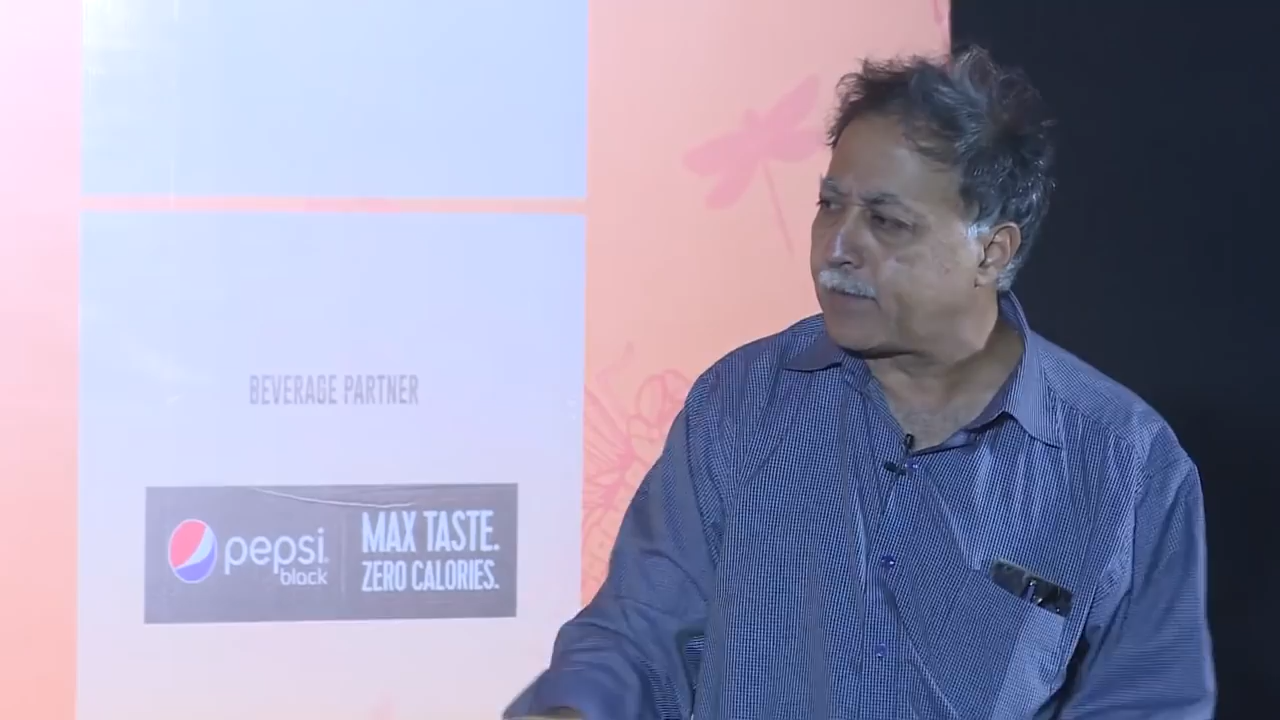 BEVERAGE PARTNER
pepsi
black
MAX TASTE.
ZERO CALORIES.